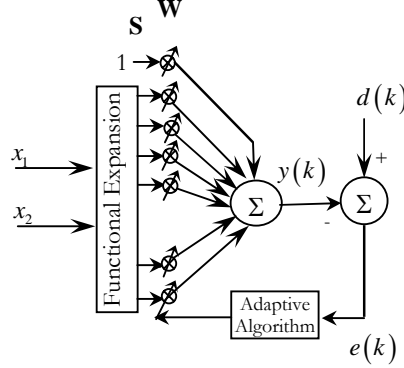 S W
1
x₁
x₂
Functional Expansion
Σ
y(k)
d(k)
+
-
Σ
Adaptive
Algorithm
e(k)